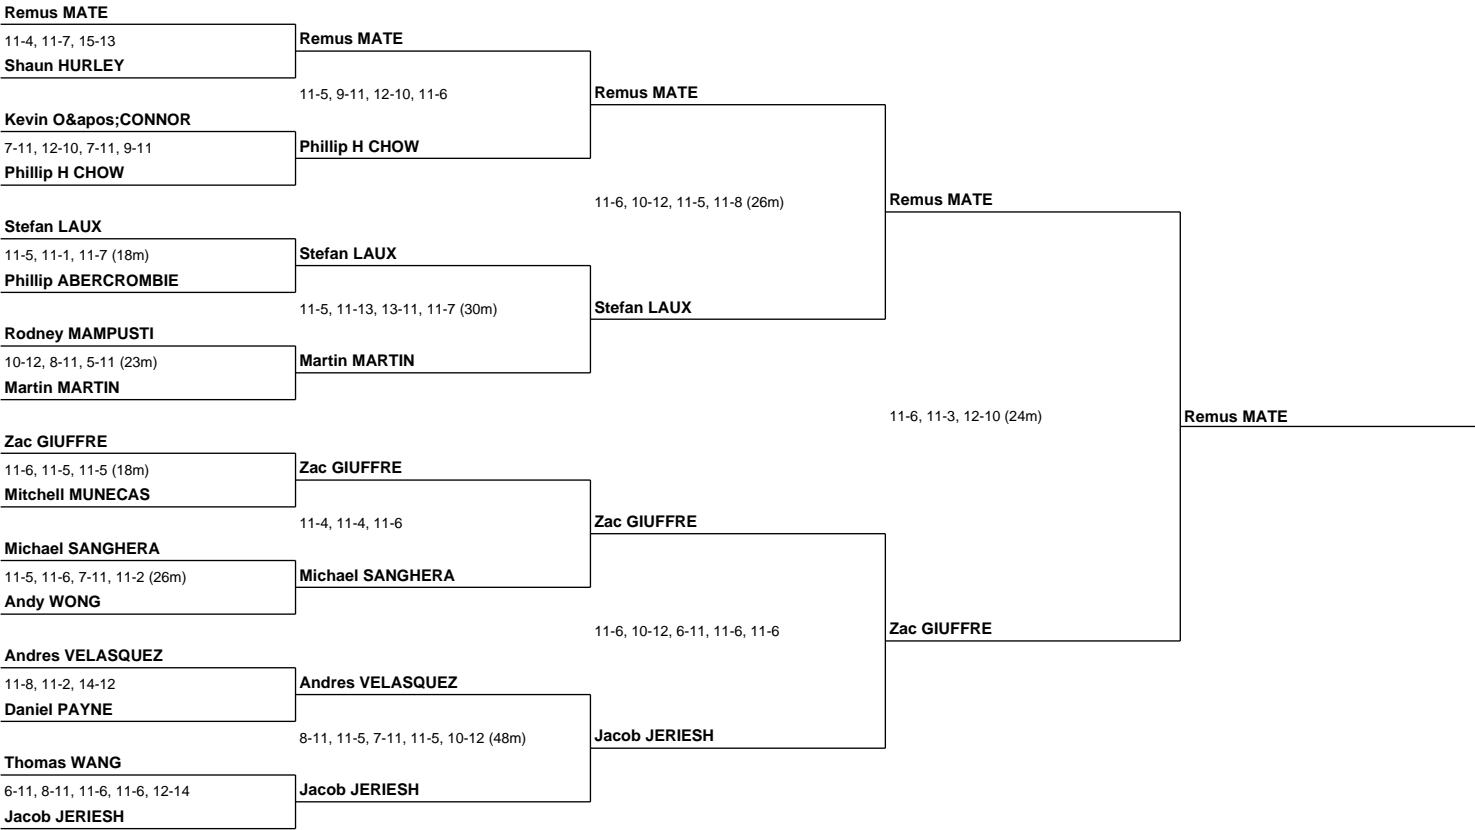 Remus MATE
11-4, 11-7, 15-13
Shaun HURLEY
Kevin O&apos;CONNOR
7-11, 12-10, 7-11, 9-11
Phillip H CHOW
Stefan LAUX
11-5, 11-1, 11-7 (18m)
Phillip ABERCROMBIE
Rodney MAMPUSTI
10-12, 8-11, 5-11 (23m)
Martin MARTIN
Zac GIUFFRE
11-6, 11-5, 11-5 (18m)
Mitchell MUNECAS
Michael SANGHERA
11-5, 11-6, 7-11, 11-2 (26m)
Andy WONG
Andres VELASQUEZ
11-8, 11-2, 14-12
Daniel PAYNE
Thomas WANG
6-11, 8-11, 11-6, 11-6, 12-14
Jacob JERIESH
Remus MATE
11-5, 9-11, 12-10, 11-6
Phillip H CHOW
Stefan LAUX
11-5, 11-13, 13-11, 11-7 (30m)
Martin MARTIN
Zac GIUFFRE
11-4, 11-4, 11-6
Michael SANGHERA
Andres VELASQUEZ
8-11, 11-5, 7-11, 11-5, 10-12 (48m)
Jacob JERIESH
Remus MATE
11-6, 10-12, 11-5, 11-8 (26m)
Stefan LAUX
Zac GIUFFRE
11-6, 10-12, 6-11, 11-6, 11-6
Jacob JERIESH
Remus MATE
11-6, 11-3, 12-10 (24m)
Zac GIUFFRE
Remus MATE